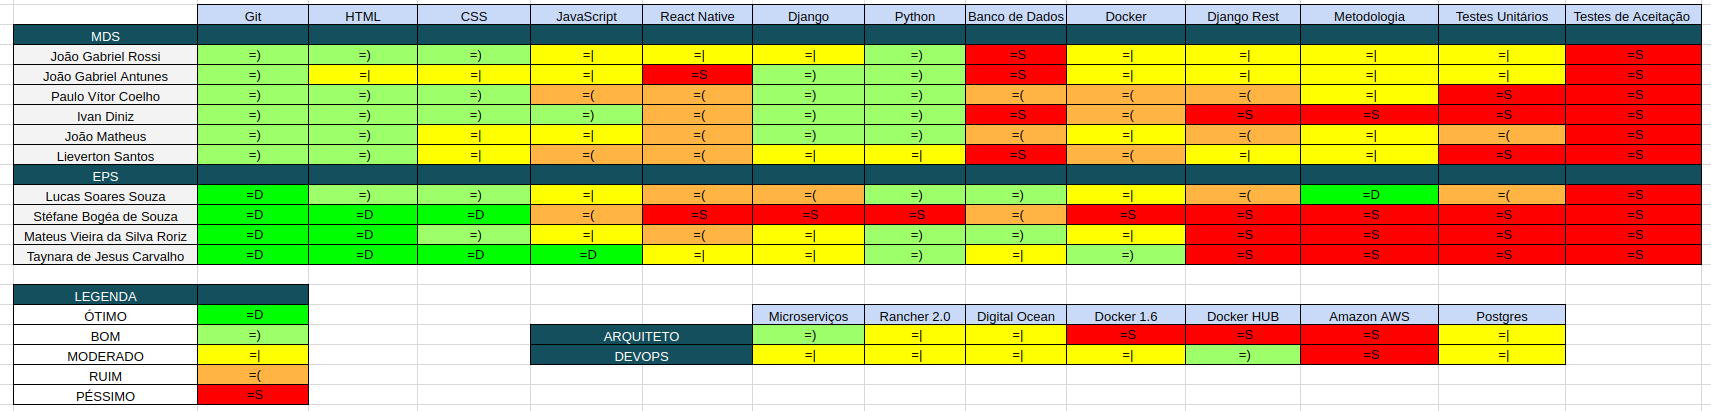 Git HTML CSS JavaScript React Native Django Python Banco de Dados Docker Django Rest Metodologia Testes Unitários Testes de Aceitação
MDS
João Gabriel Rossi =) =) =) =| =| =| =) =S =| =| =| =| =S
João Gabriel Antunes =) =| =| =| =S =) =) =S =| =| =| =| =S
Paulo Vítor Coelho =) =) =) =( =( =) =) =( =( =( =| =S =S
Ivan Diniz =) =) =) =) =( =) =) =S =( =S =S =S =S
João Matheus =) =) =| =| =( =) =) =( =| =( =| =( =S
Lieverton Santos =) =) =| =( =( =| =| =S =( =| =| =S =S
EPS
Lucas Soares Souza =D =) =) =| =( =( =) =) =| =( =D =( =S
Stéfane Bogéa de Souza =D =D =D =( =S =S =S =( =S =S =S =S =S
Mateus Vieira da Silva Roriz =D =D =) =| =( =| =) =) =| =S =S =S =S
Taynara de Jesus Carvalho =D =D =D =D =| =| =) =| =) =S =S =S =S
LEGENDA
ÓTIMO =D
BOM =)
MODERADO =|
RUIM =(
PÉSSIMO =S
Microserviços Rancher 2.0 Digital Ocean Docker 1.6 Docker HUB Amazon AWS Postgres
ARQUITETO =) =| =| =S =S =S =|
DEVOPS =| =| =| =| =) =S =|